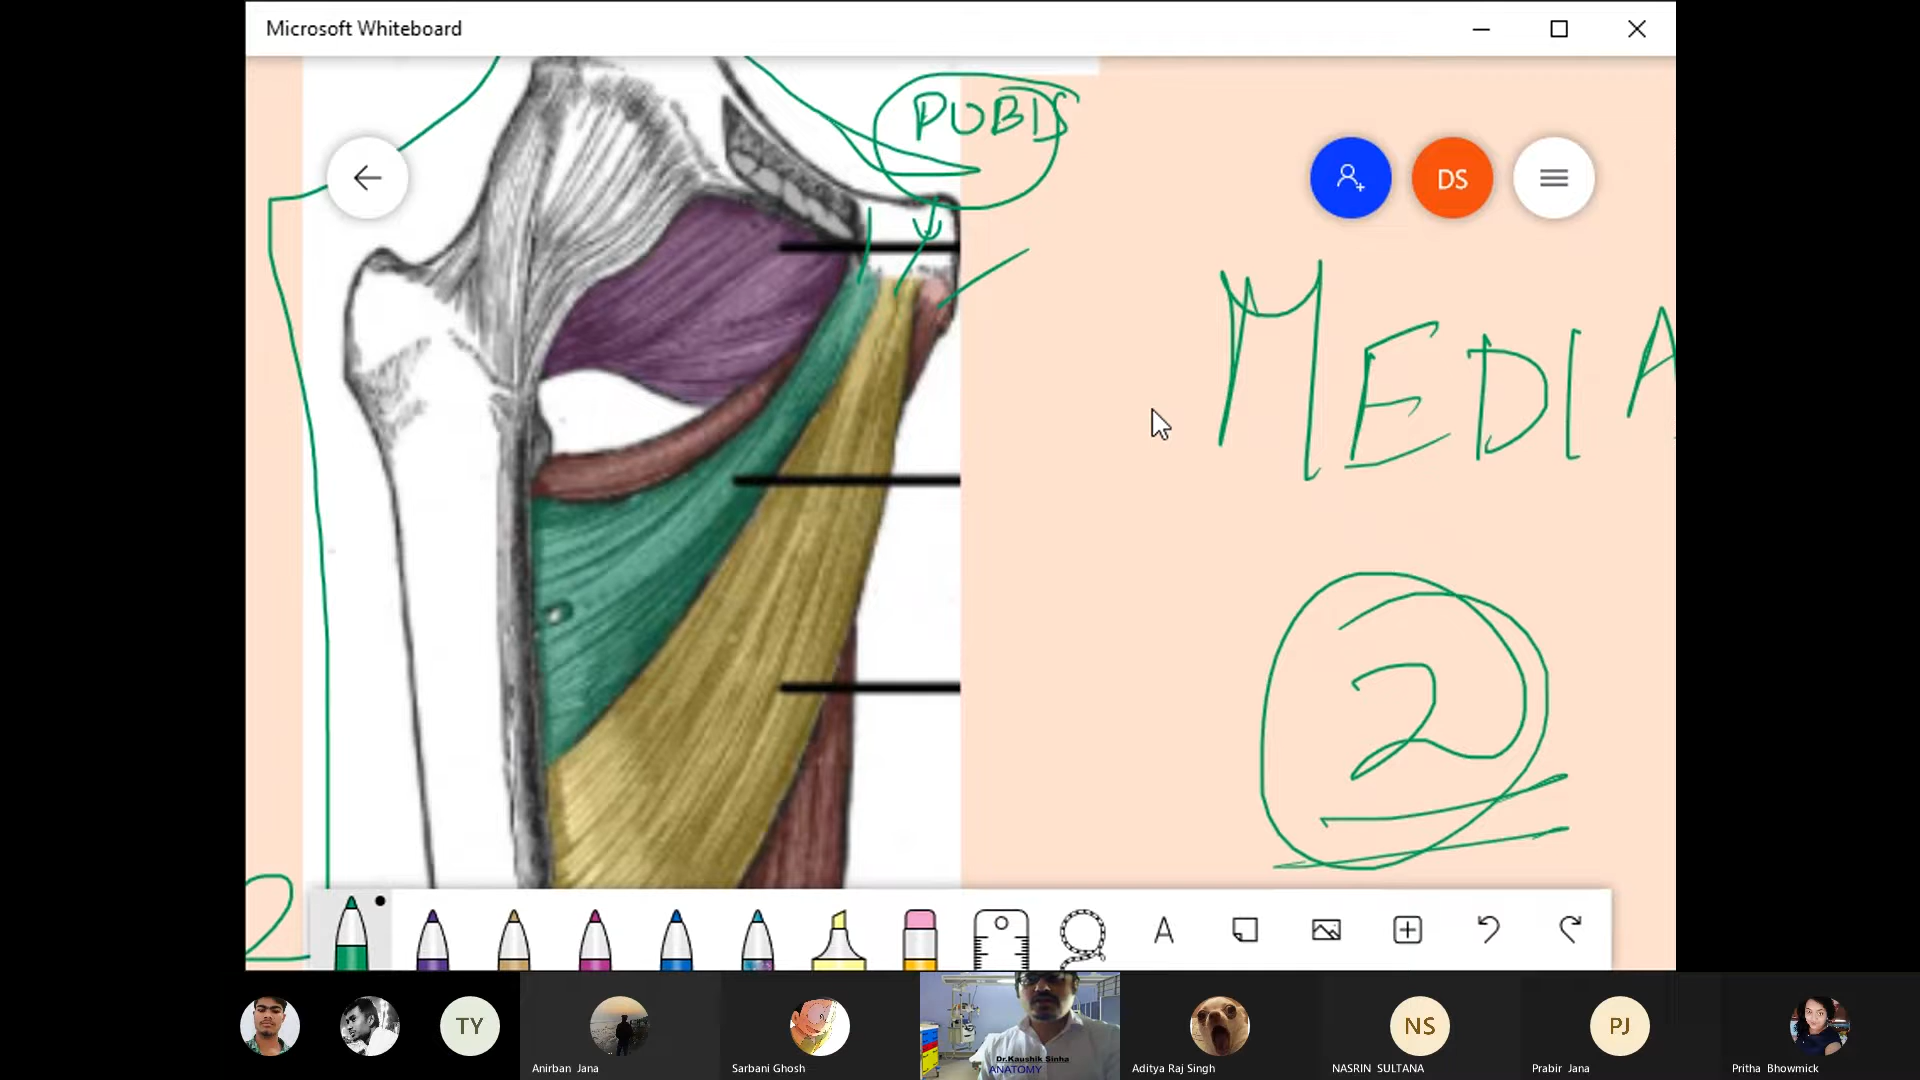 Microsoft Whiteboard
PUBIS
DS
MEDIA
2
2
TY
Anirban Jana
Sarbani Ghosh
Dr.Kaushik Sinha
ANATOMY
Aditya Raj Singh
NS
NASRIN SULTANA
PJ
Prabir Jana
Pritha Bhowmick